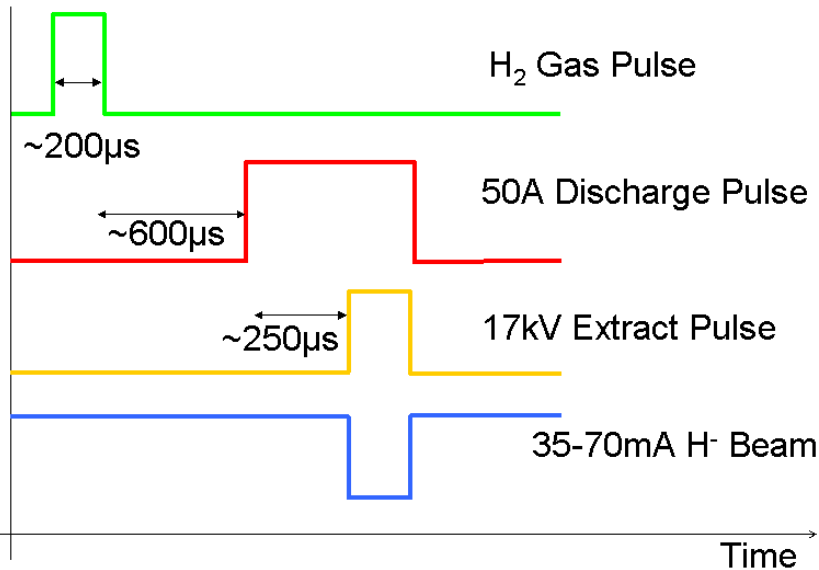 H₂ Gas Pulse
~200µs
50A Discharge Pulse
~600µs
17kV Extract Pulse
~250µs
35-70mA H⁻ Beam
Time